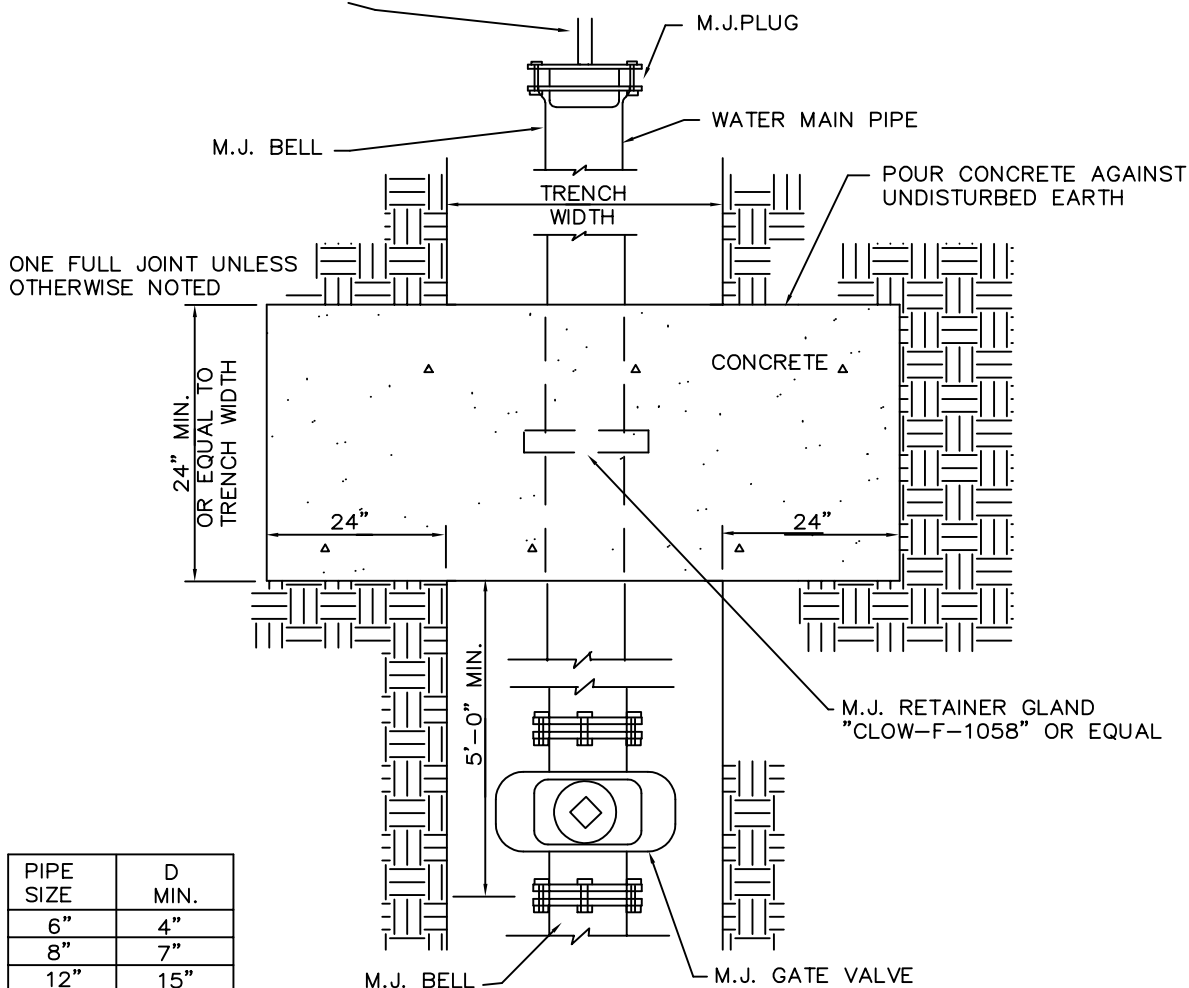 M.J.PLUG
M.J. BELL
WATER MAIN PIPE
POUR CONCRETE AGAINST
UNDISTURBED EARTH
TRENCH
WIDTH
ONE FULL JOINT UNLESS
OTHERWISE NOTED
CONCRETE
24" MIN.
OR EQUAL TO
TRENCH WIDTH
24"
24"
5'-0" MIN.
M.J. RETAINER GLAND
"CLOW-F-1058" OR EQUAL
PIPE SIZE D MIN.
6" 4"
8" 7"
12" 15"
M.J. BELL
M.J. GATE VALVE